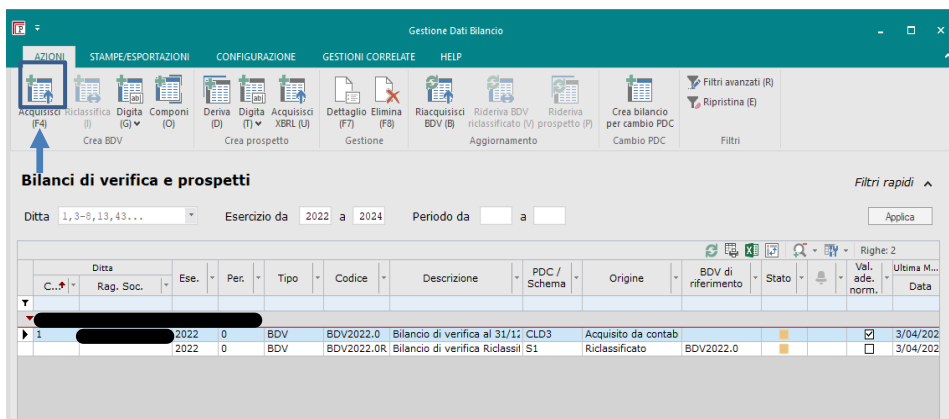 Gestione Dati Bilancio
AZIONI STAMPE/ESPORTAZIONI CONFIGURAZIONE GESTIONI CORRELATE HELP
Acquisisci (F4) Riclassifica (I) Digita (G) Componi (O) Deriva (D) Digita (T) Acquisisci XBRL (U) Dettaglio (F7) Elimina (F8) Riacquisisci BDV (B) Rideriva BDV riclassificato (V) Rideriva prospetto (P) Crea bilancio per cambio PDC Filtri avanzati (R)
Ripristina (E)
Crea BDV Crea prospetto Gestione Aggiornamento Cambio PDC Filtri
Bilanci di verifica e prospetti Filtri rapidi
Ditta 1,3-8,13,43... Esercizio da 2022 a 2024 Periodo da a Applica
Righe: 2
Ditta
C... Rag. Soc. Ese. Per. Tipo Codice Descrizione PDC / Schema Origine BDV di riferimento Stato Val. ade. norm. Ultima M... Data
1 2022 0 BDV BDV2022.0 Bilancio di verifica al 31/12 CLD3 Acquisito da contab 3/04/202
2022 0 BDV BDV2022.0R Bilancio di verifica Riclassif S1 Riclassificato BDV2022.0 3/04/202